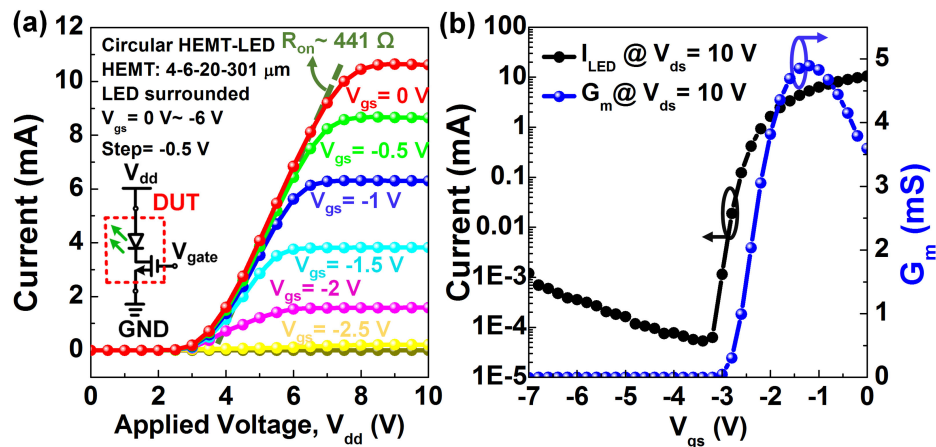 (a)
12
10
8
6
4
2
0
Current (mA)
Circular HEMT-LED
HEMT: 4-6-20-301 μm
LED surrounded
Vgs= 0 V~ -6 V
Step= -0.5 V
Ron~ 441 Ω
Vgs= 0 V
Vgs= -0.5 V
Vgs= -1 V
Vgs= -1.5 V
Vgs= -2 V
Vgs= -2.5 V
Vdd
DUT
Vgate
GND
0 2 4 6 8 10
Applied Voltage, Vdd (V)
(b)
1000
100
10
1
0.1
0.01
1E-3
1E-4
1E-5
Current (mA)
ILED @ Vds= 10 V
Gm@ Vds= 10 V
5
4
3
2
1
0
Gm (mS)
-7 -6 -5 -4 -3 -2 -1 0
Vgs (V)